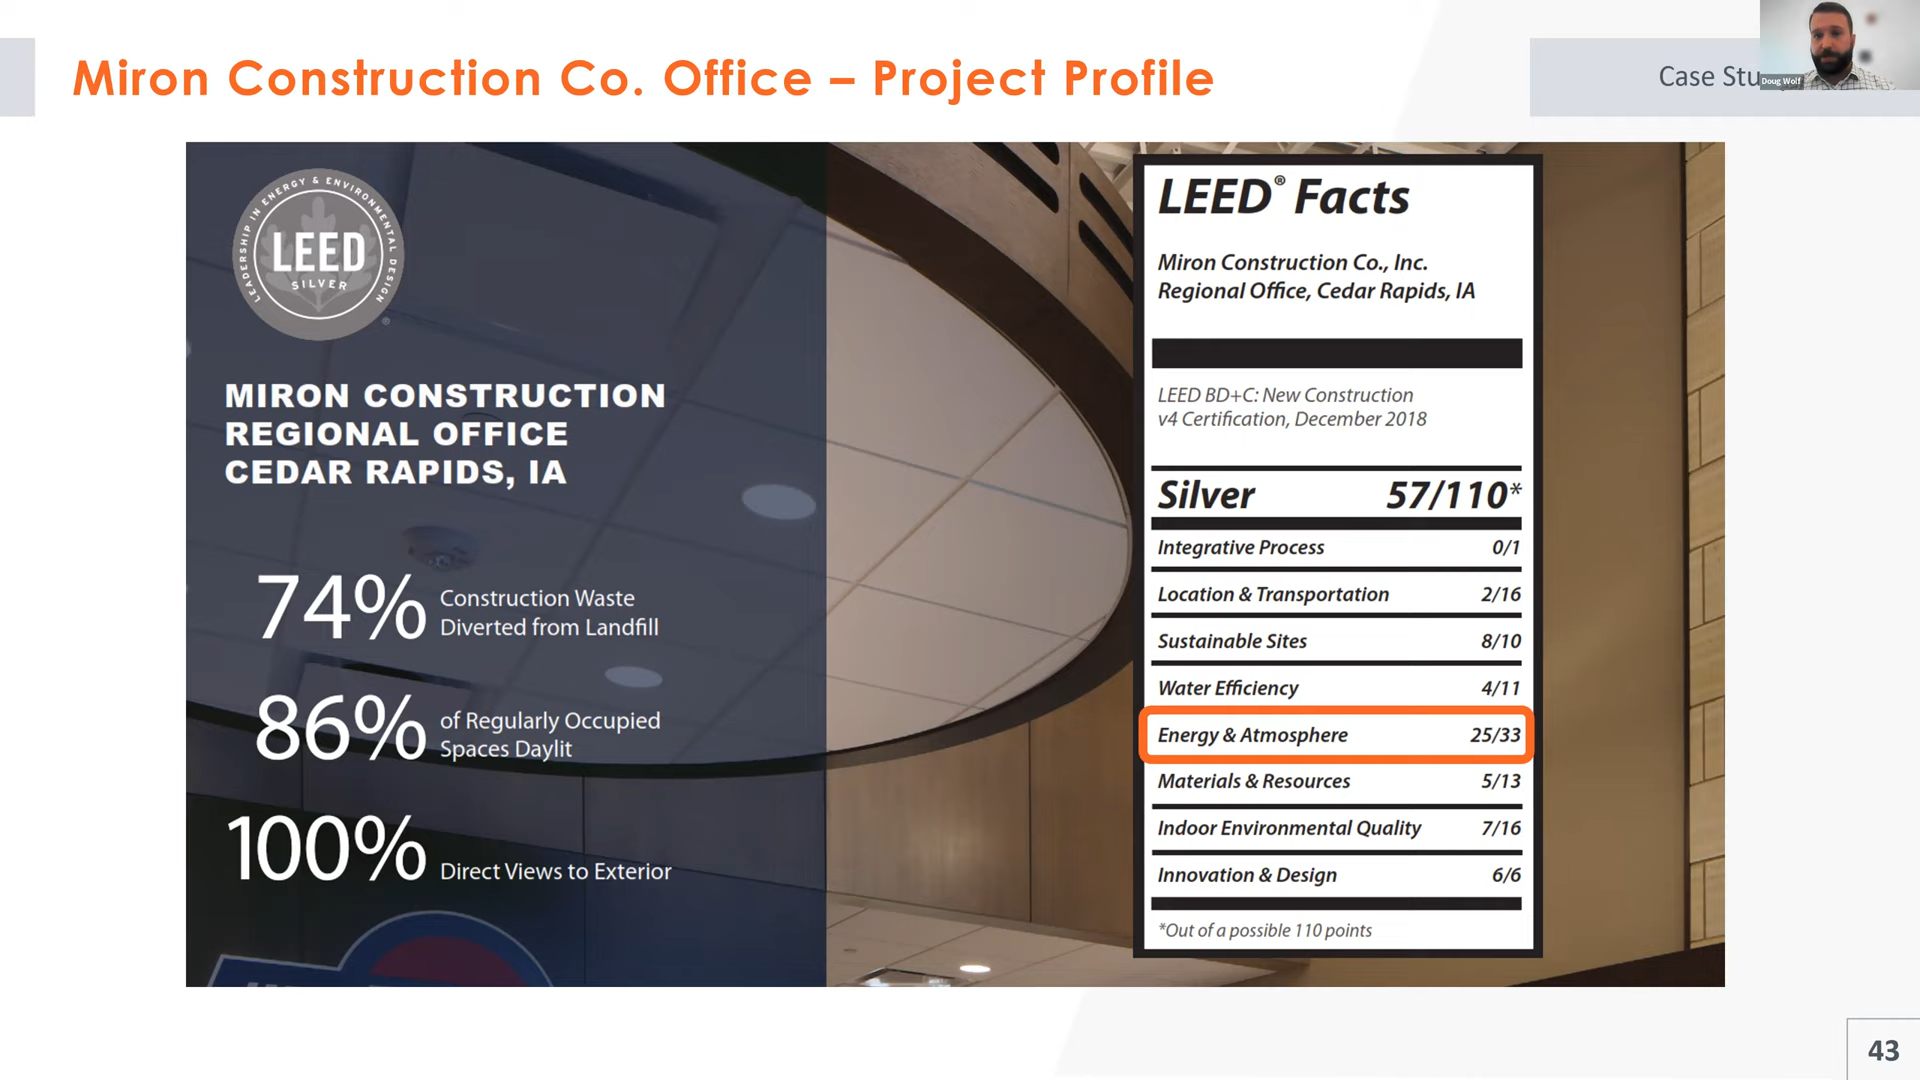 Miron Construction Co. Office – Project Profile
Case Stu
Doug Wolf
LEADERSHIP IN ENERGY & ENVIRONMENTAL DESIGN
LEED
SILVER
®
MIRON CONSTRUCTION
REGIONAL OFFICE
CEDAR RAPIDS, IA
74% Construction Waste
Diverted from Landfill
86% of Regularly Occupied
Spaces Daylit
100% Direct Views to Exterior
LEED® Facts
Miron Construction Co., Inc.
Regional Office, Cedar Rapids, IA
LEED BD+C: New Construction
v4 Certification, December 2018
Silver 57/110*
Integrative Process 0/1
Location & Transportation 2/16
Sustainable Sites 8/10
Water Efficiency 4/11
Energy & Atmosphere 25/33
Materials & Resources 5/13
Indoor Environmental Quality 7/16
Innovation & Design 6/6
*Out of a possible 110 points
43